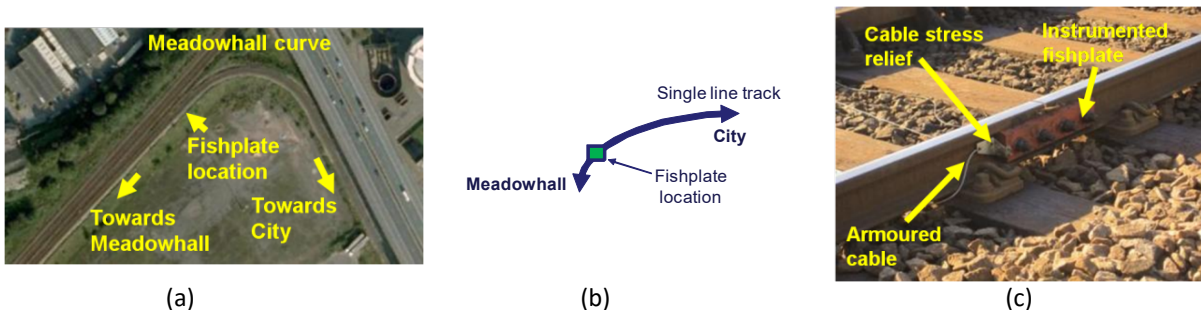 Meadowhall curve
Fishplate
location
Towards
Meadowhall
Towards
City
(a)
Single line track
City
Meadowhall
Fishplate
location
(b)
Cable stress
relief
Instrumented
fishplate
Armoured
cable
(c)